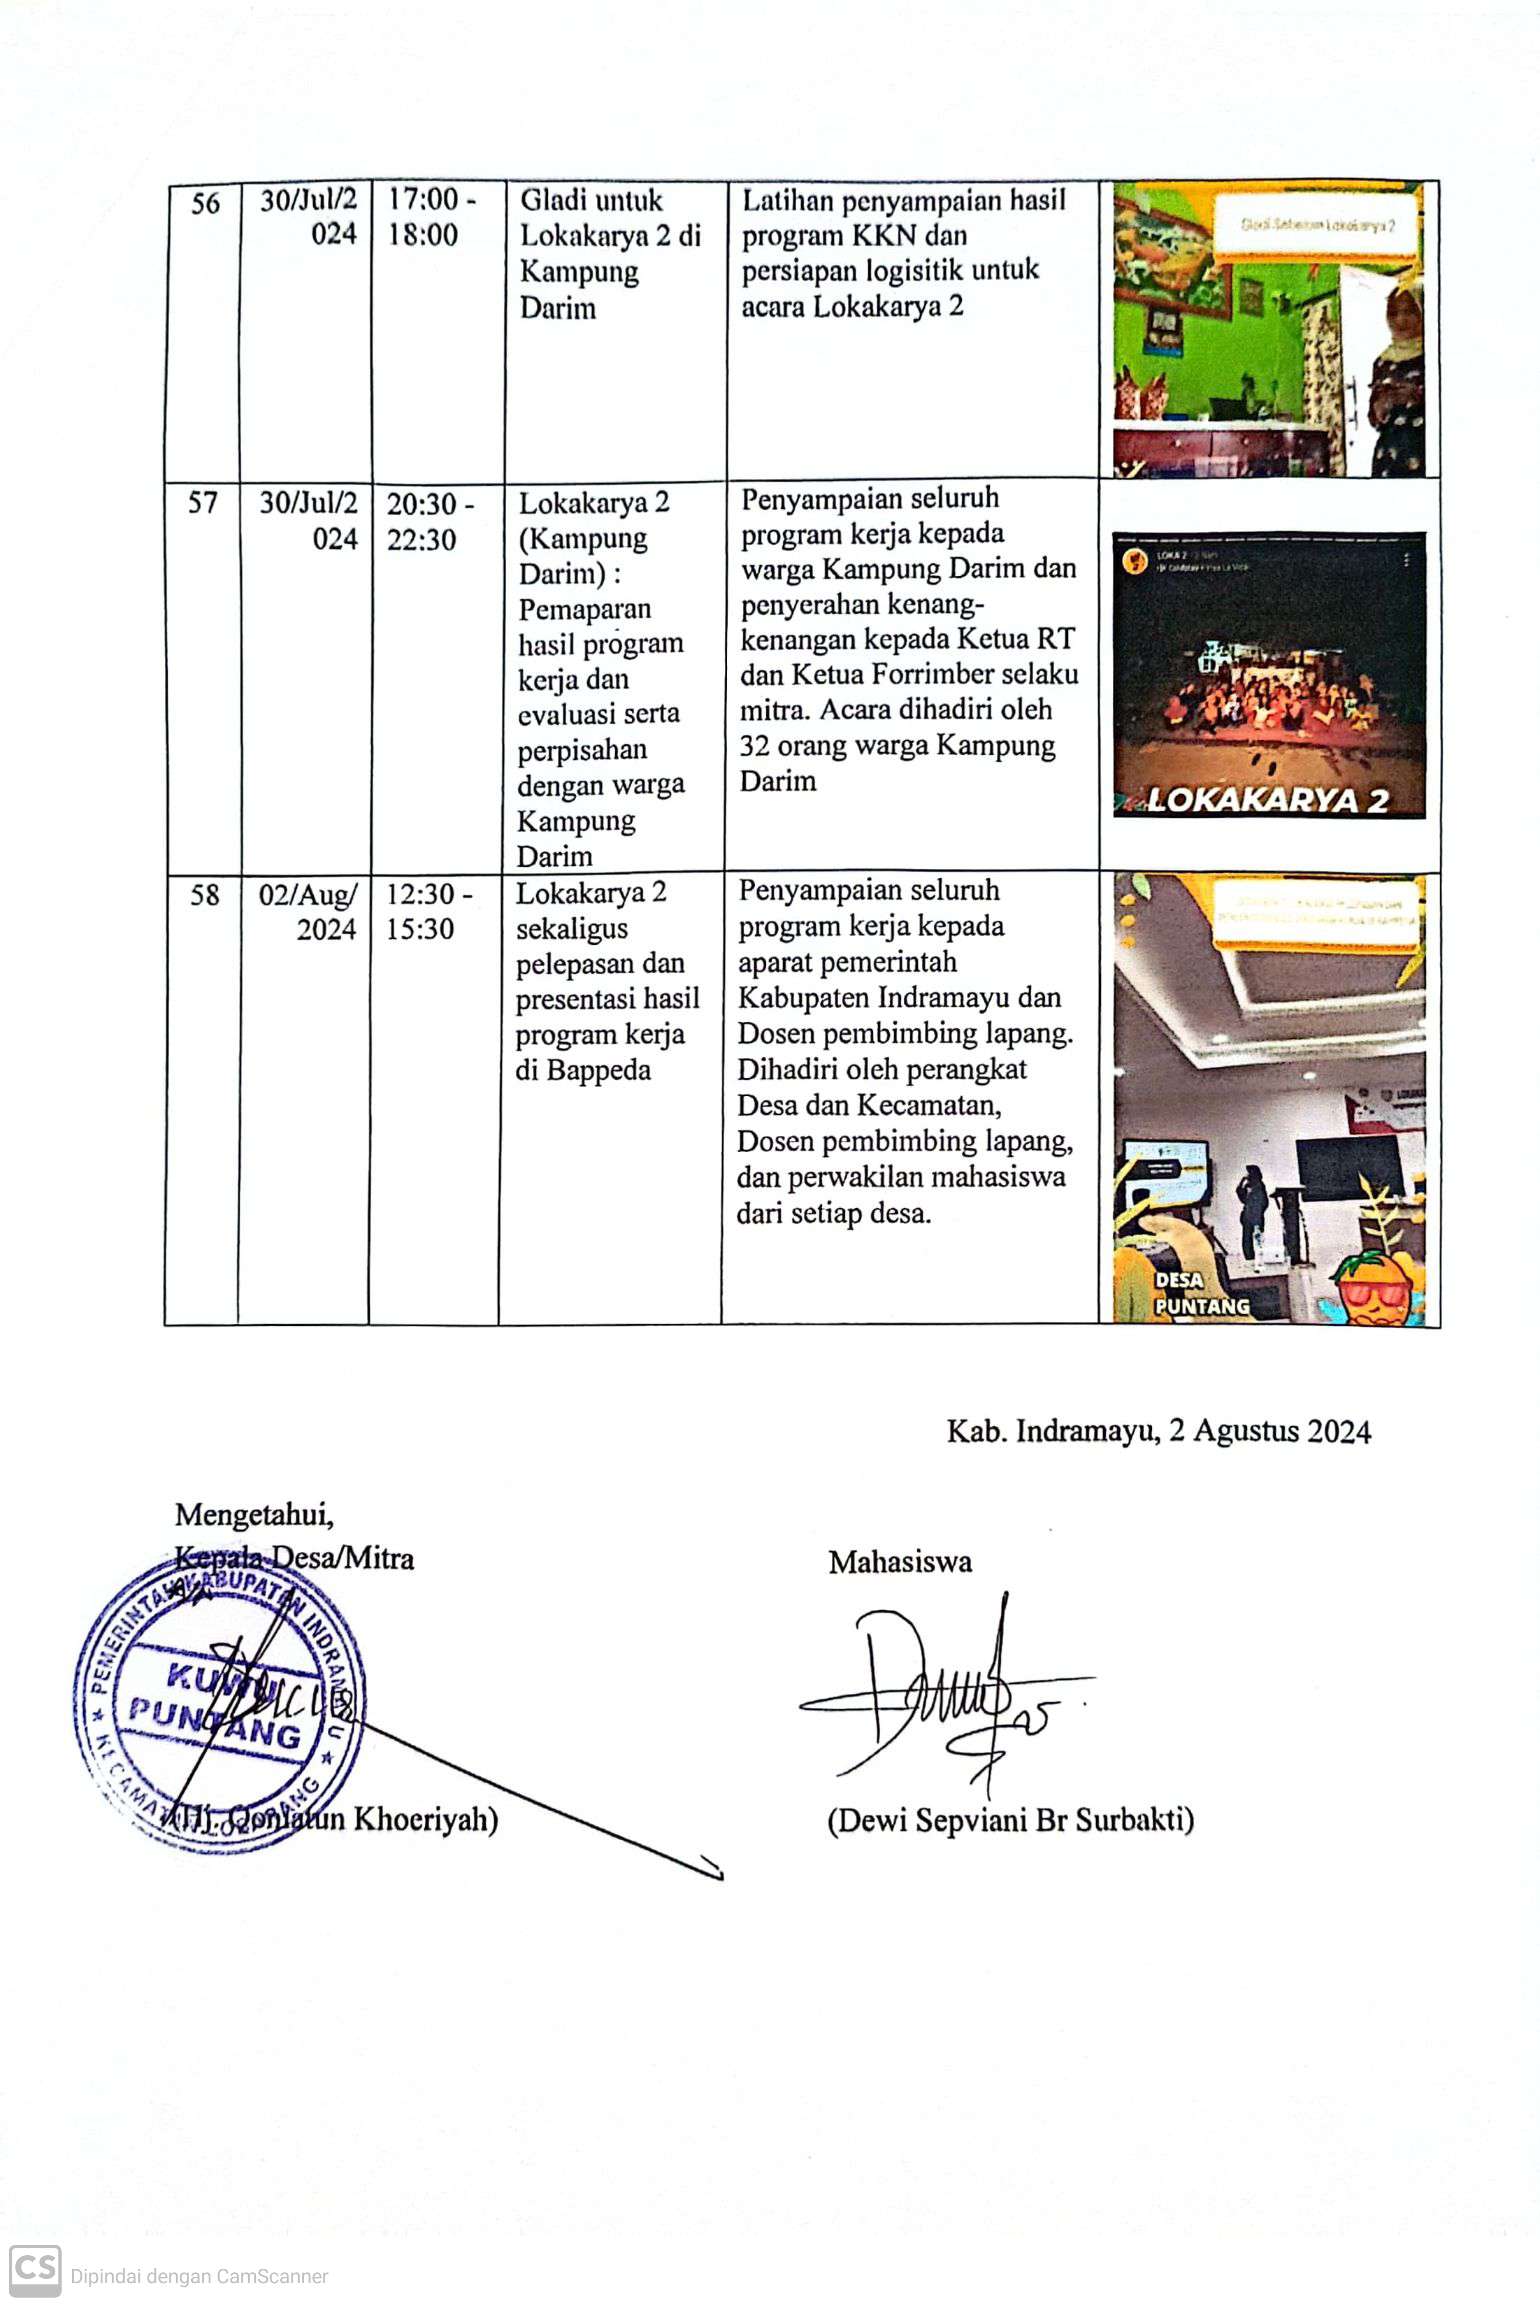 56
30/Jul/2
024
17:00 -
18:00
Gladi untuk
Lokakarya 2 di
Kampung
Darim
Latihan penyampaian hasil
program KKN dan
persiapan logisitik untuk
acara Lokakarya 2
Gladi Sebelum Lokakarya 2
57
30/Jul/2
024
20:30 -
22:30
Lokakarya 2
(Kampung
Darim) :
Pemaparan
hasil program
kerja dan
evaluasi serta
perpisahan
dengan warga
Kampung
Darim
Penyampaian seluruh
program kerja kepada
warga Kampung Darim dan
penyerahan kenang-
kenangan kepada Ketua RT
dan Ketua Forrimber selaku
mitra. Acara dihadiri oleh
32 orang warga Kampung
Darim
LOKA 2
LOKAKARYA 2
58
02/Aug/
2024
12:30 -
15:30
Lokakarya 2
sekaligus
pelepasan dan
presentasi hasil
program kerja
di Bappeda
Penyampaian seluruh
program kerja kepada
aparat pemerintah
Kabupaten Indramayu dan
Dosen pembimbing lapang.
Dihadiri oleh perangkat
Desa dan Kecamatan,
Dosen pembimbing lapang,
dan perwakilan mahasiswa
dari setiap desa.
DESA
PUNTANG
Kab. Indramayu, 2 Agustus 2024
Mengetahui,
Kepala Desa/Mitra
Mahasiswa
PEMERINTAH KABUPATEN INDRAMAYU
KUWU
PUNTANG
KECAMATAN LOSARANG
(Hj. Qoniatun Khoeriyah)
(Dewi Sepviani Br Surbakti)
CS Dipindai dengan CamScanner